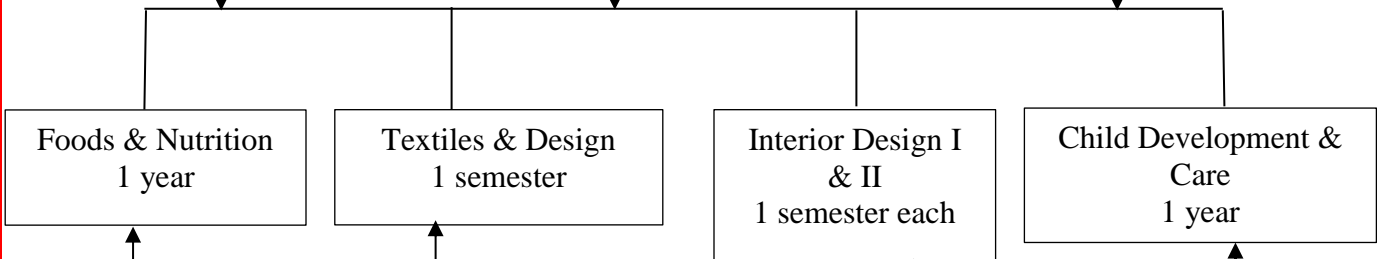 Foods & Nutrition
1 year
Textiles & Design
1 semester
Interior Design I
& II
1 semester each
Child Development &
Care
1 year